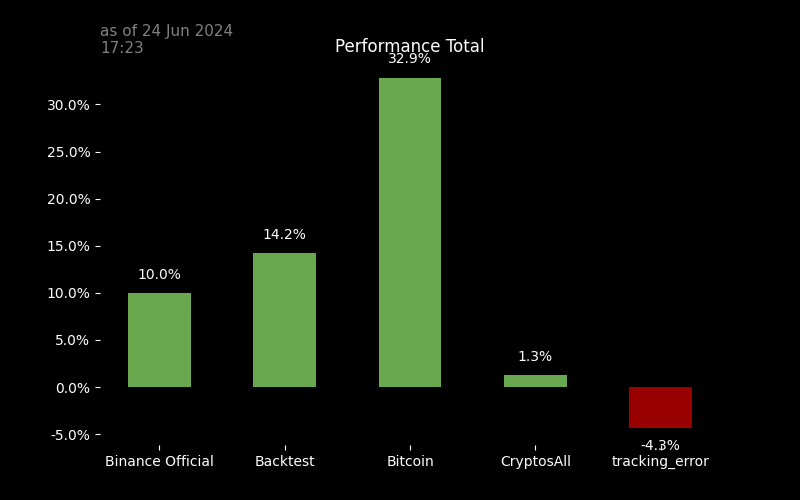 as of 24 Jun 2024
17:23
Performance Total
32.9%
30.0%
25.0%
20.0%
15.0%
14.2%
10.0%
10.0%
5.0%
1.3%
0.0%
-5.0%
-4.3%
Binance Official
Backtest
Bitcoin
CryptosAll
tracking_error